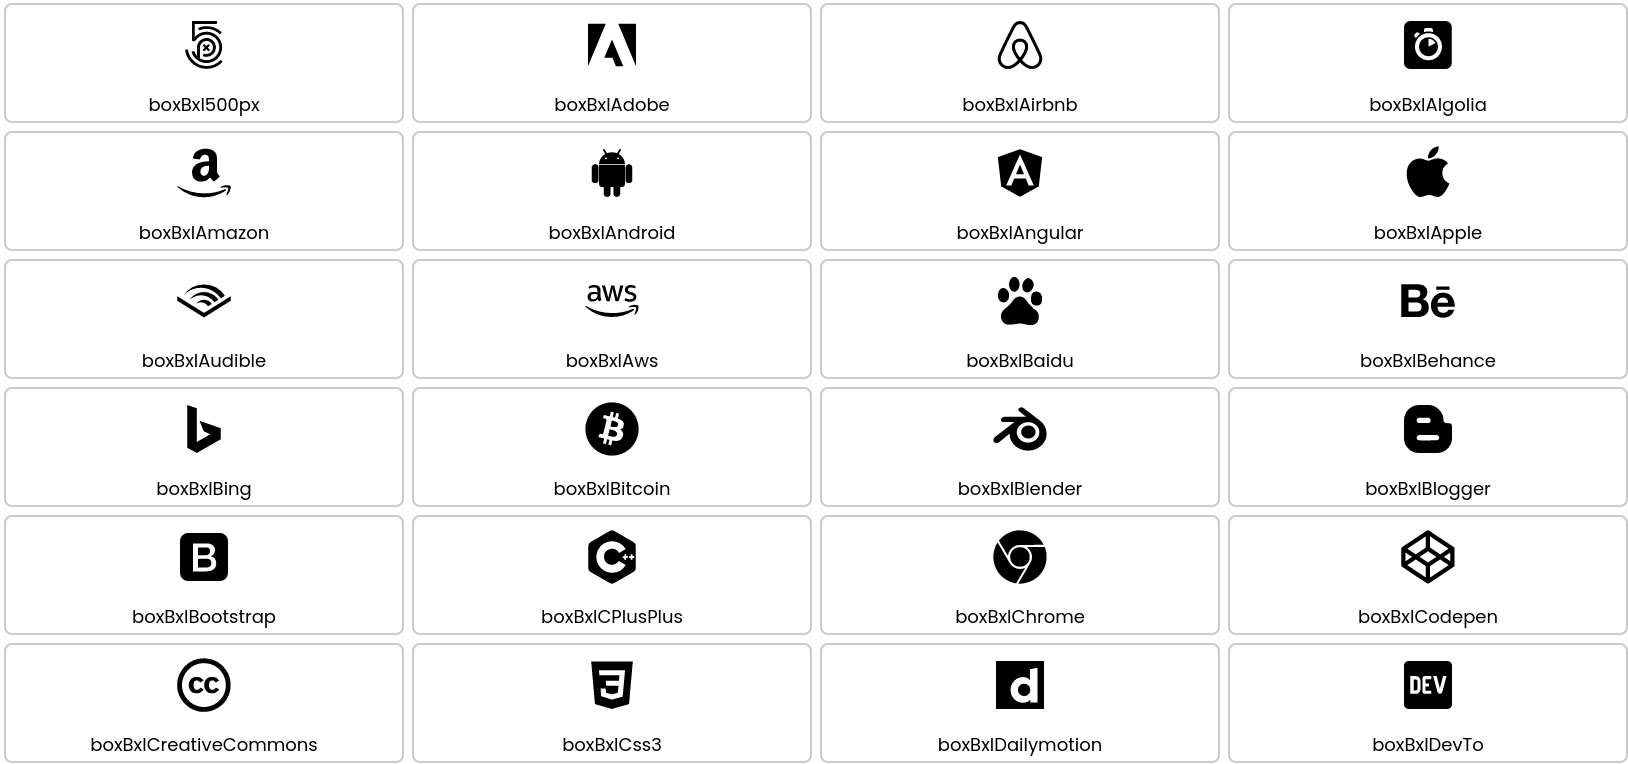 boxBxl500px
boxBxlAdobe
boxBxlAirbnb
boxBxlAlgolia
a
boxBxlAmazon
boxBxlAndroid
A
boxBxlAngular
boxBxlApple
boxBxlAudible
aws
boxBxlAws
boxBxlBaidu
Bē
boxBxlBehance
boxBxlBing
boxBxlBitcoin
boxBxlBlender
B
boxBxlBlogger
B
boxBxlBootstrap
C++
boxBxlCPlusPlus
boxBxlChrome
boxBxlCodepen
cc
boxBxlCreativeCommons
3
boxBxlCss3
d
boxBxlDailymotion
DEV
boxBxlDevTo